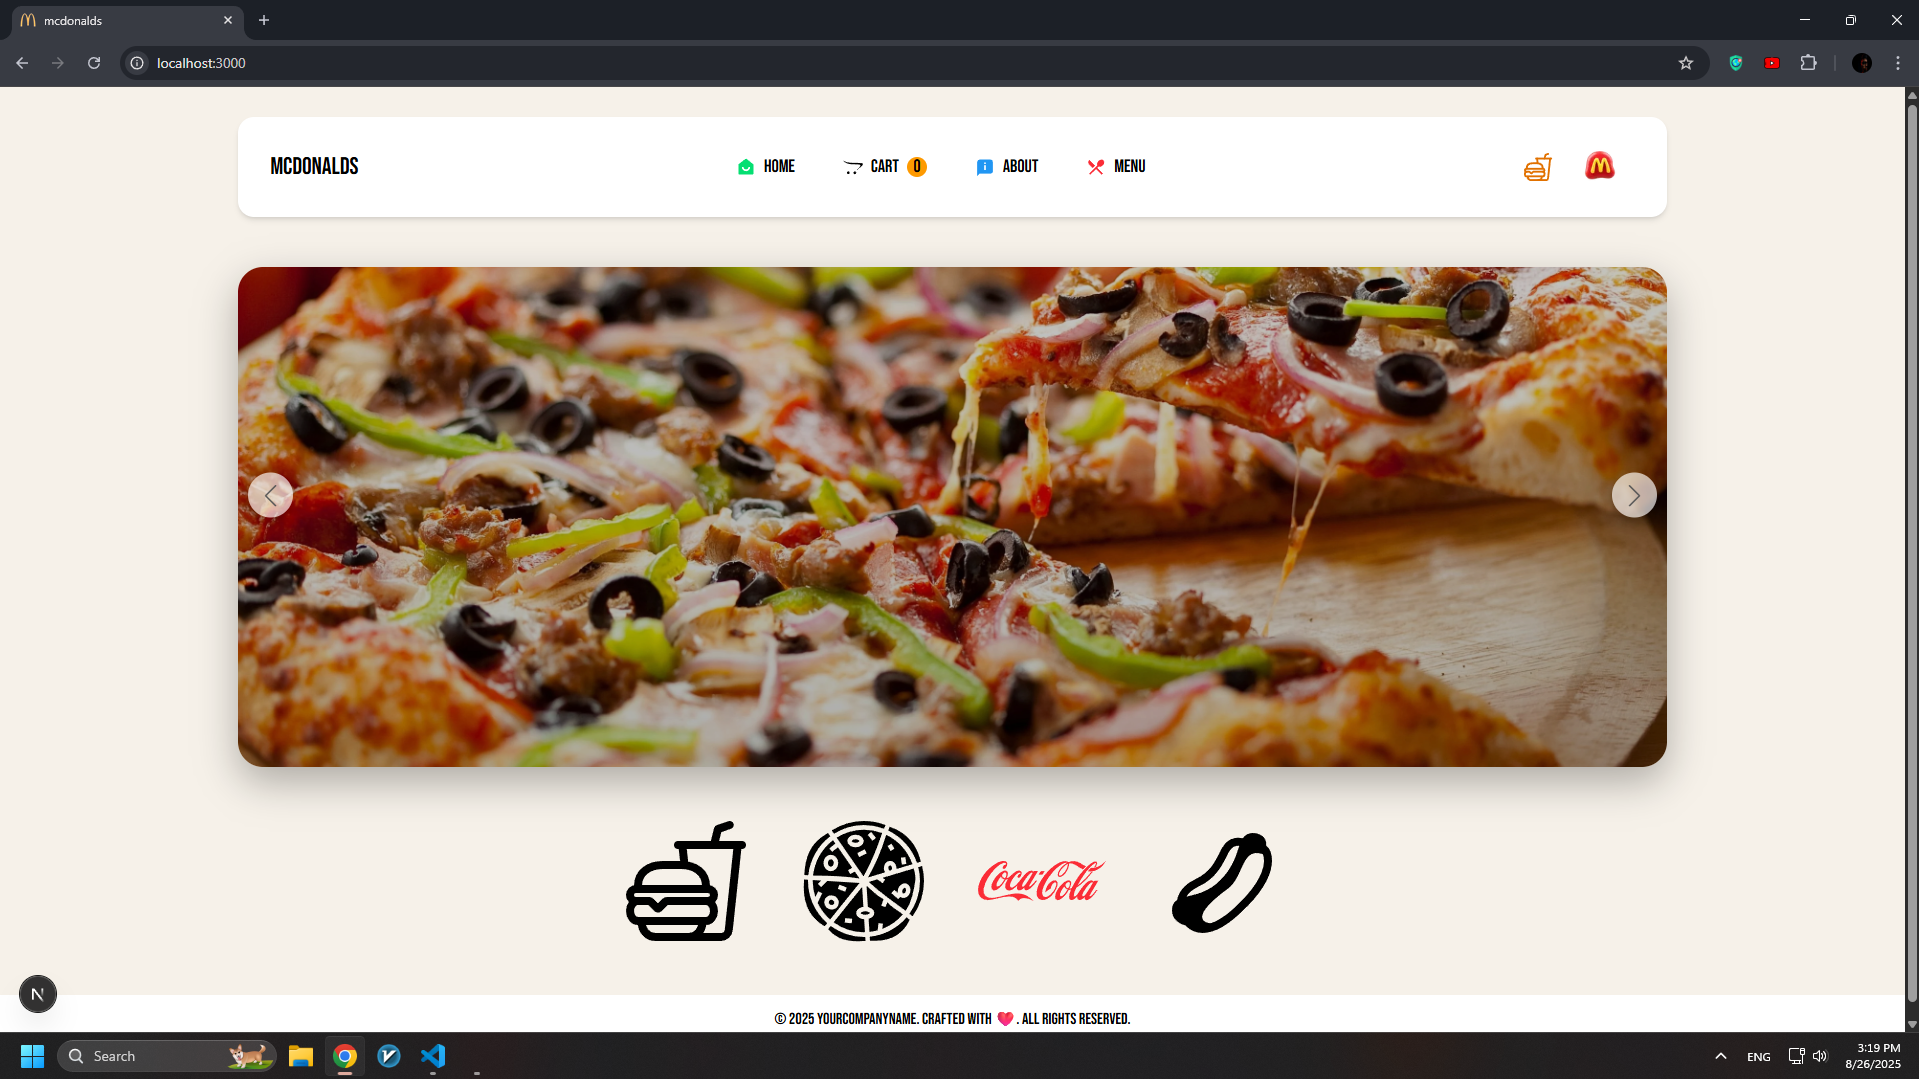 mcdonalds
localhost:3000
MCDONALDS
HOME
CART 0
ABOUT
MENU
Coca-Cola
N
© 2025 YOURCOMPANYNAME. CRAFTED WITH ❤️ . ALL RIGHTS RESERVED.
Search
ENG
3:19 PM
8/26/2025